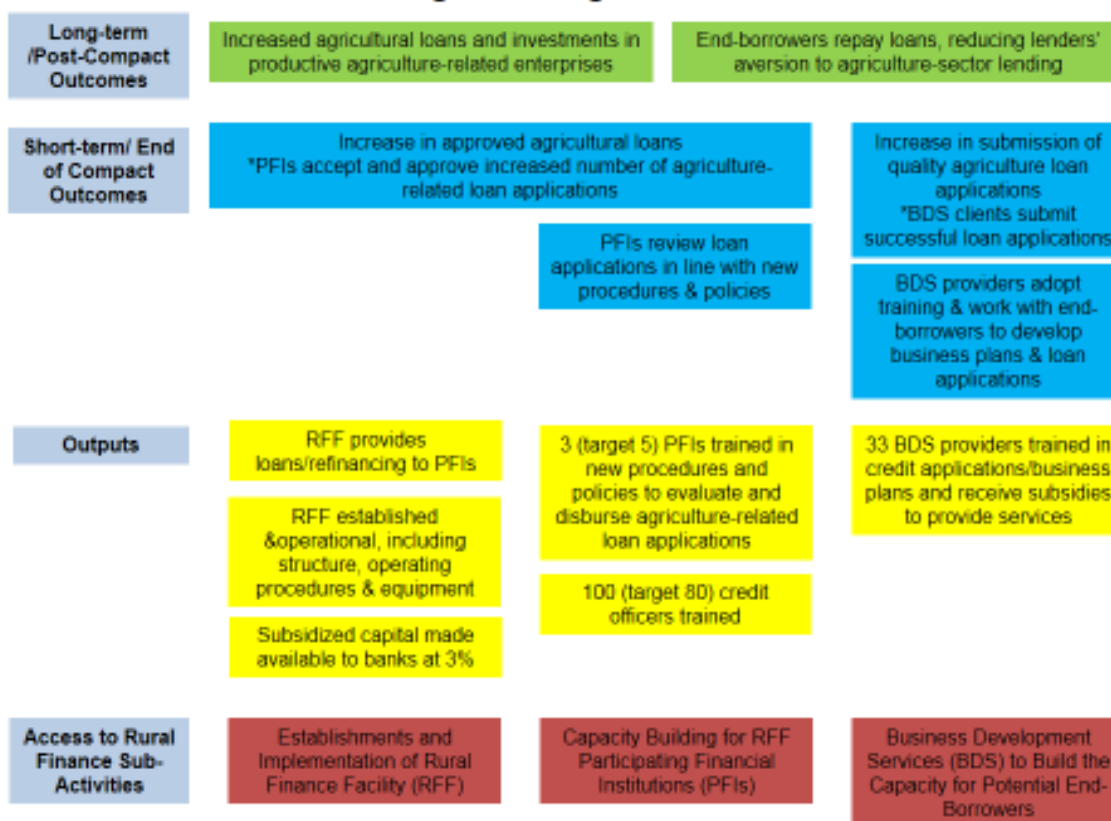 Long-term
/Post-Compact
Outcomes
Increased agricultural loans and investments in
productive agriculture-related enterprises
End-borrowers repay loans, reducing lenders'
aversion to agriculture-sector lending
Short-term/ End
of Compact
Outcomes
Increase in approved agricultural loans
*PFIs accept and approve increased number of agriculture-
related loan applications
Increase in submission of
quality agriculture loan
applications
*BDS clients submit
successful loan applications
PFIs review loan
applications in line with new
procedures & policies
BDS providers adopt
training & work with end-
borrowers to develop
business plans & loan
applications
Outputs
RFF provides
loans/refinancing to PFIs
RFF established
&operational, including
structure, operating
procedures & equipment
Subsidized capital made
available to banks at 3%
3 (target 5) PFIs trained in
new procedures and
policies to evaluate and
disburse agriculture-related
loan applications
100 (target 80) credit
officers trained
33 BDS providers trained in
credit applications/business
plans and receive subsidies
to provide services
Access to Rural
Finance Sub-
Activities
Establishments and
Implementation of Rural
Finance Facility (RFF)
Capacity Building for RFF
Participating Financial
Institutions (PFIs)
Business Development
Services (BDS) to Build the
Capacity for Potential End-
Borrowers